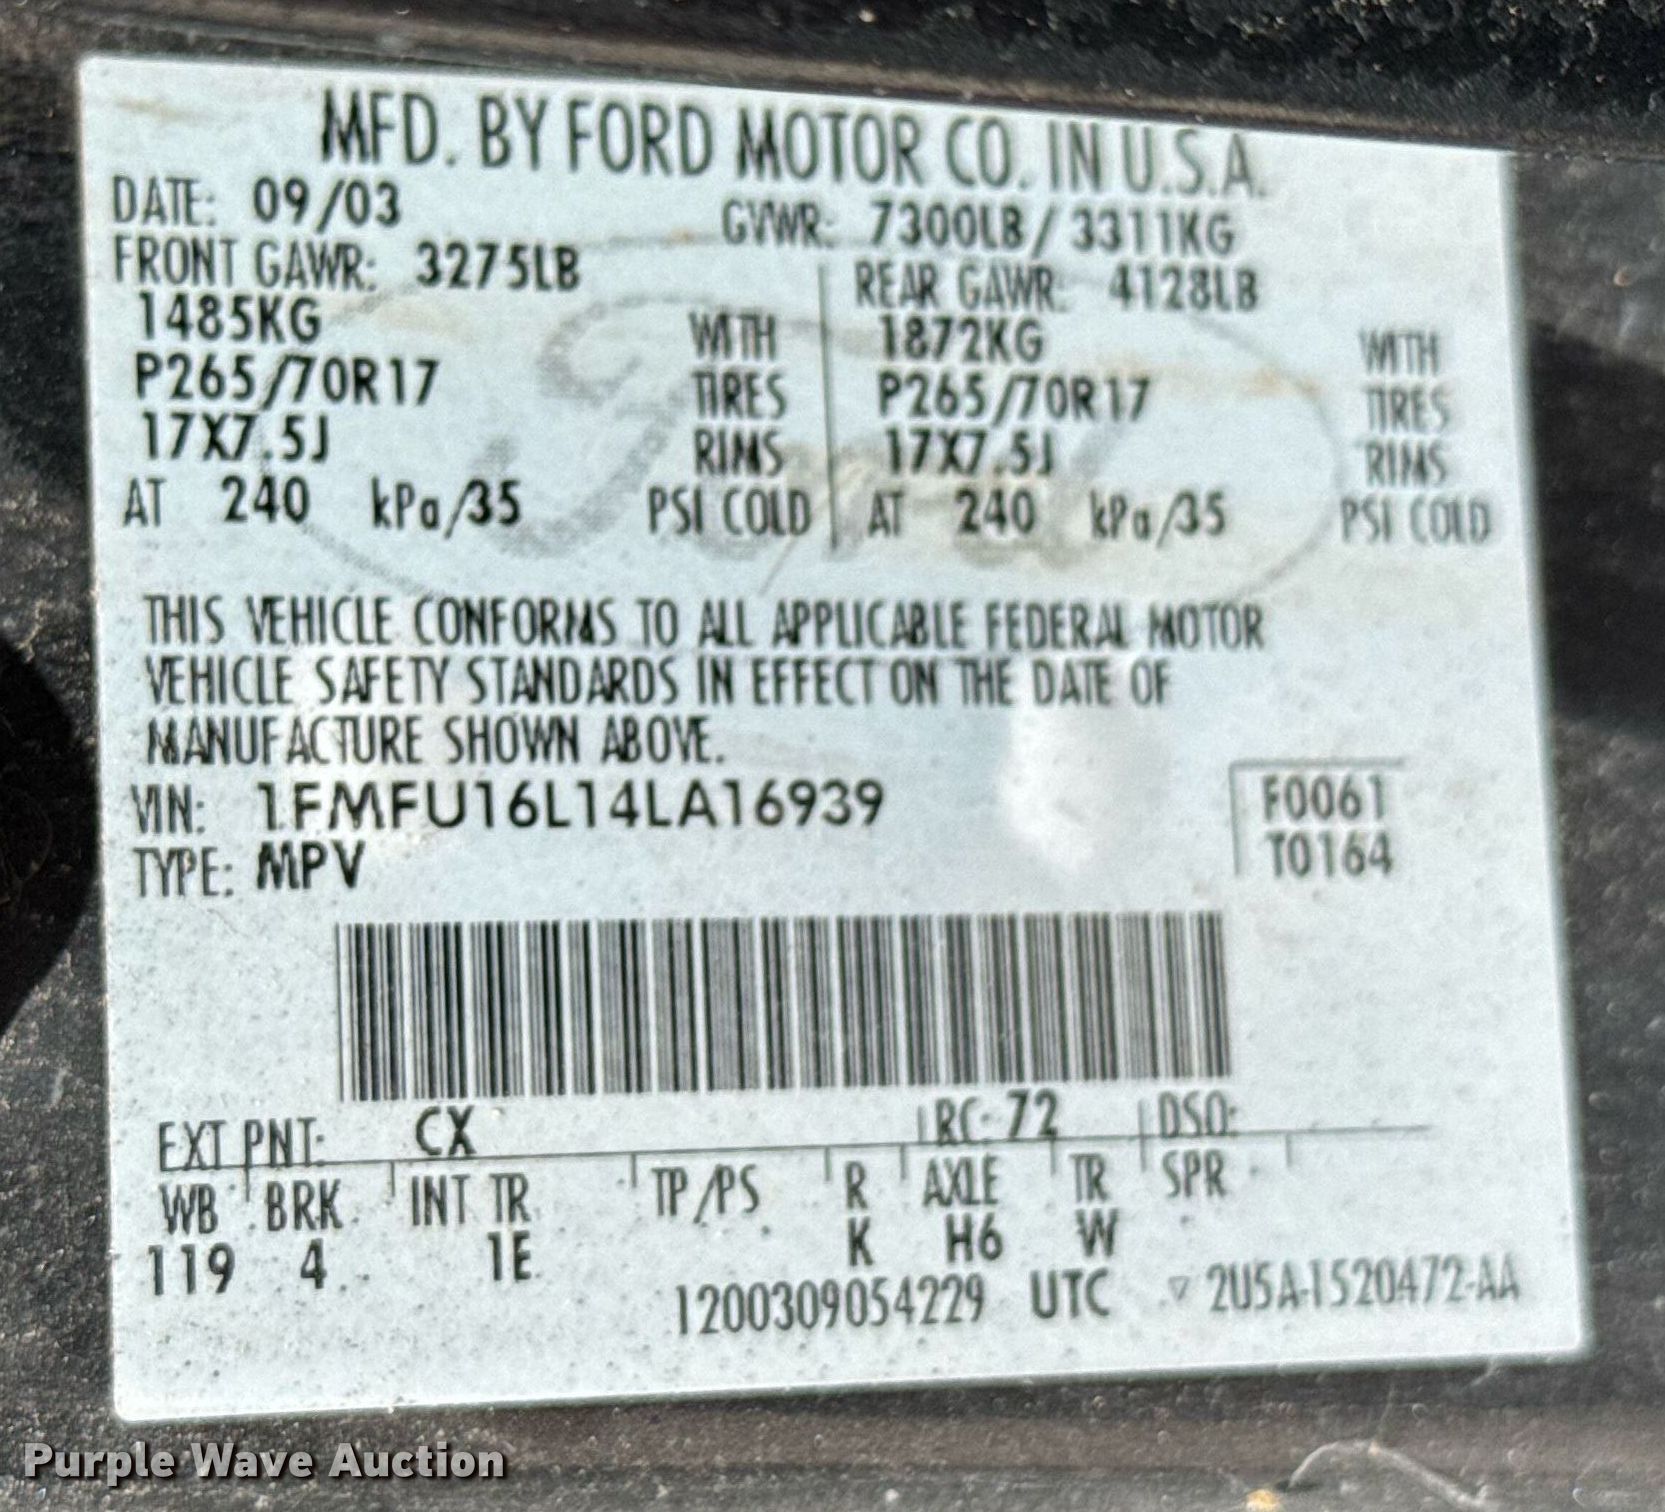 MFD. BY FORD MOTOR CO. IN U.S.A.
DATE: 09/03 GVWR: 7300LB/3311KG
FRONT GAWR: 3275LB REAR GAWR: 4128LB
1485KG WITH 1872KG WITH
P265/70R17 TIRES P265/70R17 TIRES
17X7.5J RIMS 17X7.5J RIMS
AT 240 kPa/35 PSI COLD AT 240 kPa/35 PSI COLD
THIS VEHICLE CONFORMS TO ALL APPLICABLE FEDERAL MOTOR
VEHICLE SAFETY STANDARDS IN EFFECT ON THE DATE OF
MANUFACTURE SHOWN ABOVE.
VIN: 1FMFU16L14LA16939 F0061
TYPE: MPV T0164
EXT PNT: CX RC: 72 DSO:
WB BRK INT TR TP/PS R AXLE TR SPR
119 4 1E K H6 W
1200309054229 UTC ▽ 2U5A-1520472-AA
Purple Wave Auction